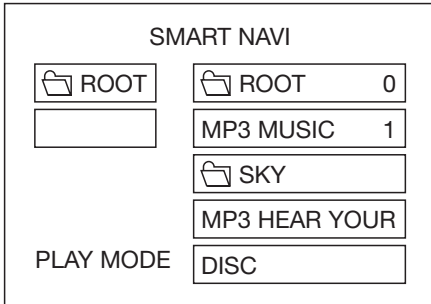 SMART NAVI
ROOT
ROOT 0
MP3 MUSIC 1
SKY
MP3 HEAR YOUR
PLAY MODE
DISC